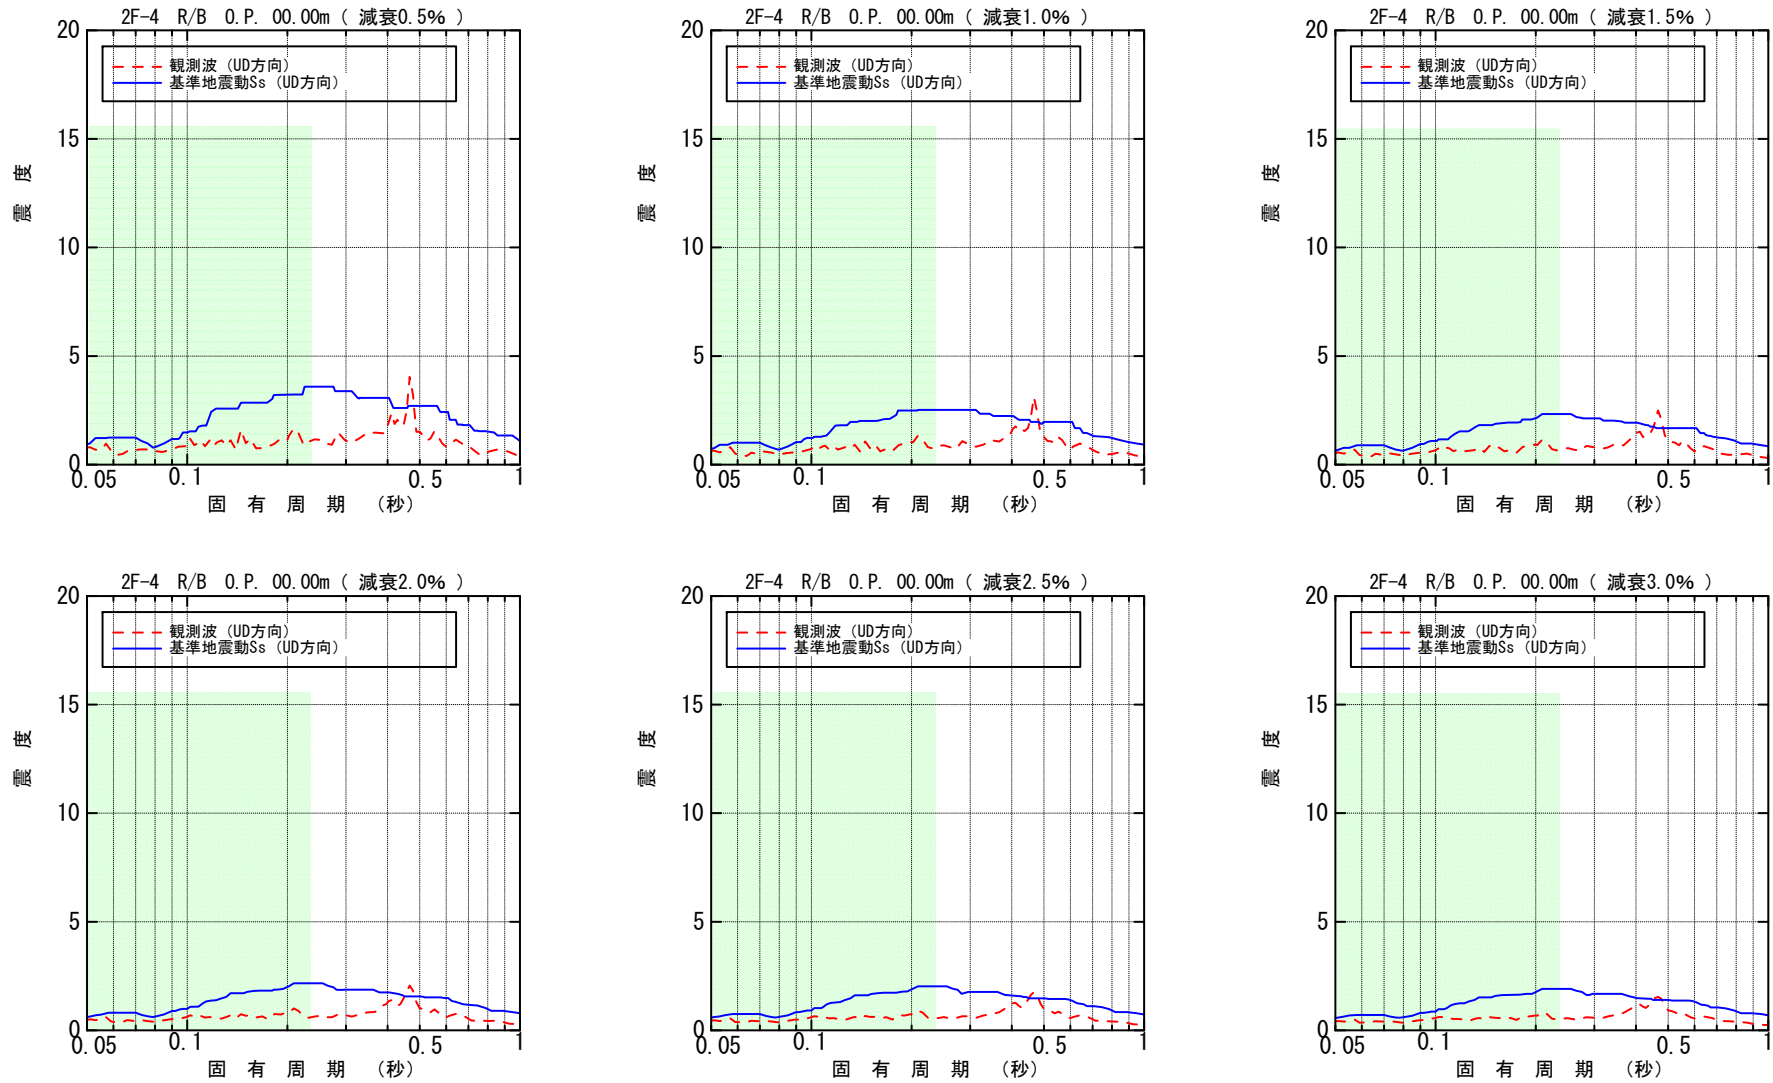 2F-4 R/B O.P. 00.00m ( 減衰0.5% )
20
観測波 (UD方向)
基準地震動Ss (UD方向)
15
震 度
10
5
0
0.05 0.1 0.5 1
固 有 周 期 (秒)
2F-4 R/B O.P. 00.00m ( 減衰1.0% )
20
観測波 (UD方向)
基準地震動Ss (UD方向)
15
震 度
10
5
0
0.05 0.1 0.5 1
固 有 周 期 (秒)
2F-4 R/B O.P. 00.00m ( 減衰1.5% )
20
観測波 (UD方向)
基準地震動Ss (UD方向)
15
震 度
10
5
0
0.05 0.1 0.5 1
固 有 周 期 (秒)
2F-4 R/B O.P. 00.00m ( 減衰2.0% )
20
観測波 (UD方向)
基準地震動Ss (UD方向)
15
震 度
10
5
0
0.05 0.1 0.5 1
固 有 周 期 (秒)
2F-4 R/B O.P. 00.00m ( 減衰2.5% )
20
観測波 (UD方向)
基準地震動Ss (UD方向)
15
震 度
10
5
0
0.05 0.1 0.5 1
固 有 周 期 (秒)
2F-4 R/B O.P. 00.00m ( 減衰3.0% )
20
観測波 (UD方向)
基準地震動Ss (UD方向)
15
震 度
10
5
0
0.05 0.1 0.5 1
固 有 周 期 (秒)